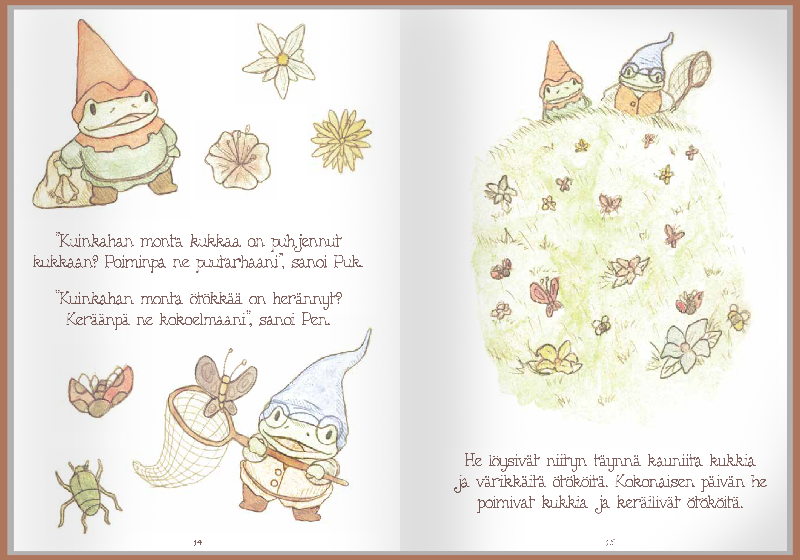 "Kuinkahan monta kukkaa on puhjennut
kukkaan? Poiminpa ne puutarhaani", sanoi Puk.
"Kuinkahan monta ötökkää on herännyt?
Keräänpä ne kokoelmaani", sanoi Pen.
14
He löysivät niityn täynnä kauniita kukkia
ja värikkäitä ötököitä. Kokonaisen päivän he
poimivat kukkia ja keräilivät ötököitä.
15